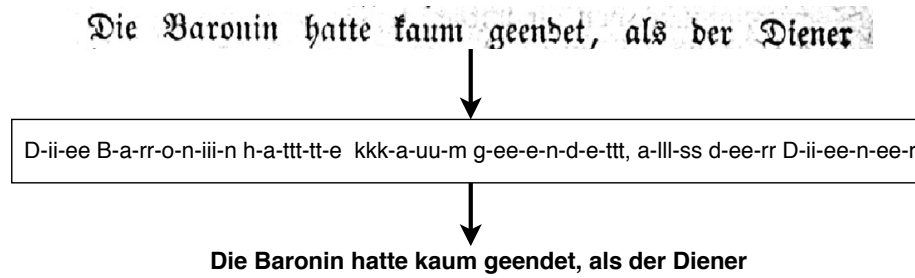 Die Baronin hatte kaum geendet, als der Diener
D-ii-ee B-a-rr-o-n-iii-n h-a-ttt-tt-e kkk-a-uu-m g-ee-e-n-d-e-ttt, a-lll-ss d-ee-rr D-ii-ee-n-ee-r
Die Baronin hatte kaum geendet, als der Diener